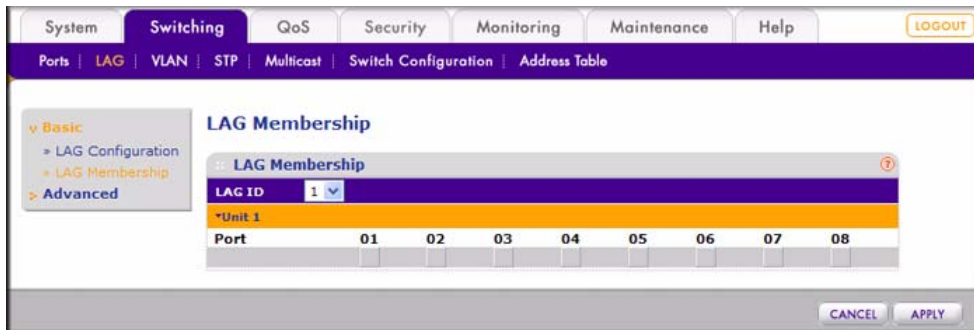 System Switching QoS Security Monitoring Maintenance Help LOGOUT
Ports | LAG | VLAN | STP | Multicast | Switch Configuration | Address Table
Basic
» LAG Configuration
» LAG Membership
Advanced
LAG Membership
LAG Membership ?
LAG ID 1
Unit 1
Port 01 02 03 04 05 06 07 08
CANCEL APPLY